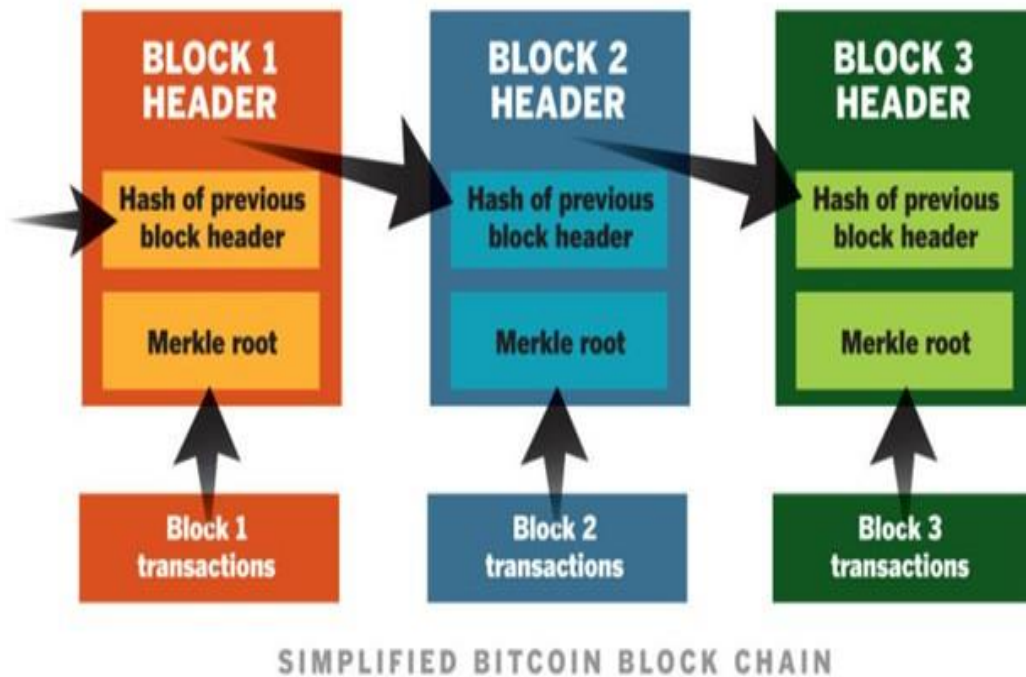 BLOCK 1
HEADER
Hash of previous
block header
Merkle root
Block 1
transactions
BLOCK 2
HEADER
Hash of previous
block header
Merkle root
Block 2
transactions
BLOCK 3
HEADER
Hash of previous
block header
Merkle root
Block 3
transactions
SIMPLIFIED BITCOIN BLOCK CHAIN